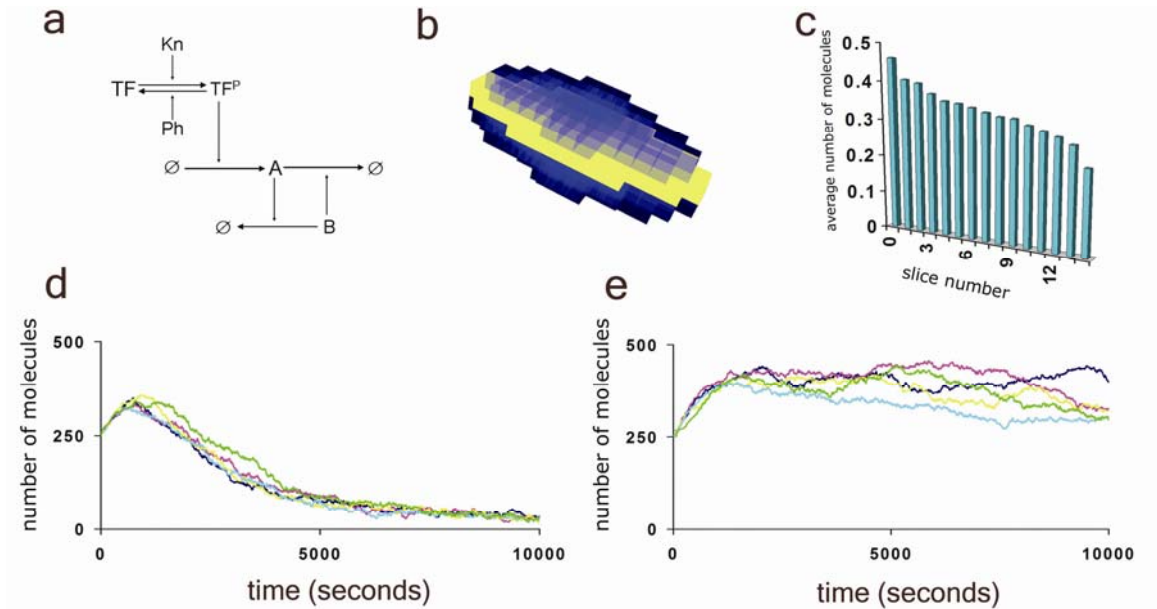 a
Kn
TF
TFᴾ
Ph
∅
A
∅
∅
B
b
c
average number of molecules
0.5
0.4
0.3
0.2
0.1
0
0
3
6
9
12
slice number
d
number of molecules
500
250
0
0
5000
10000
time (seconds)
e
number of molecules
500
250
0
0
5000
10000
time (seconds)